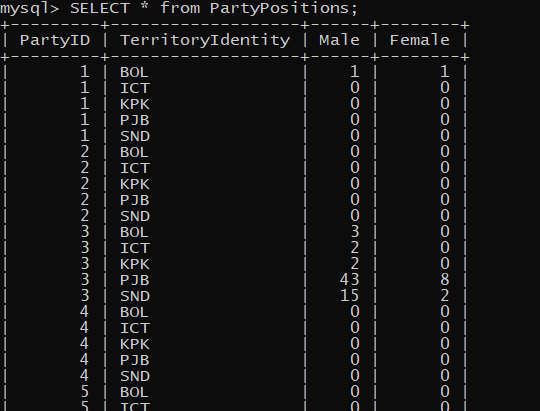 mysql> SELECT * from PartyPositions;
+---------+-------------------+------+--------+
| PartyID | TerritoryIdentity | Male | Female |
+---------+-------------------+------+--------+
| 1 | BOL | 1 | 1 |
| 1 | ICT | 0 | 0 |
| 1 | KPK | 0 | 0 |
| 1 | PJB | 0 | 0 |
| 1 | SND | 0 | 0 |
| 2 | BOL | 0 | 0 |
| 2 | ICT | 0 | 0 |
| 2 | KPK | 0 | 0 |
| 2 | PJB | 0 | 0 |
| 2 | SND | 0 | 0 |
| 3 | BOL | 3 | 0 |
| 3 | ICT | 2 | 0 |
| 3 | KPK | 2 | 0 |
| 3 | PJB | 43 | 8 |
| 3 | SND | 15 | 2 |
| 4 | BOL | 0 | 0 |
| 4 | ICT | 0 | 0 |
| 4 | KPK | 0 | 0 |
| 4 | PJB | 0 | 0 |
| 4 | SND | 0 | 0 |
| 5 | BOL | 0 | 0 |
| 5 | ICT | 0 | 0 |